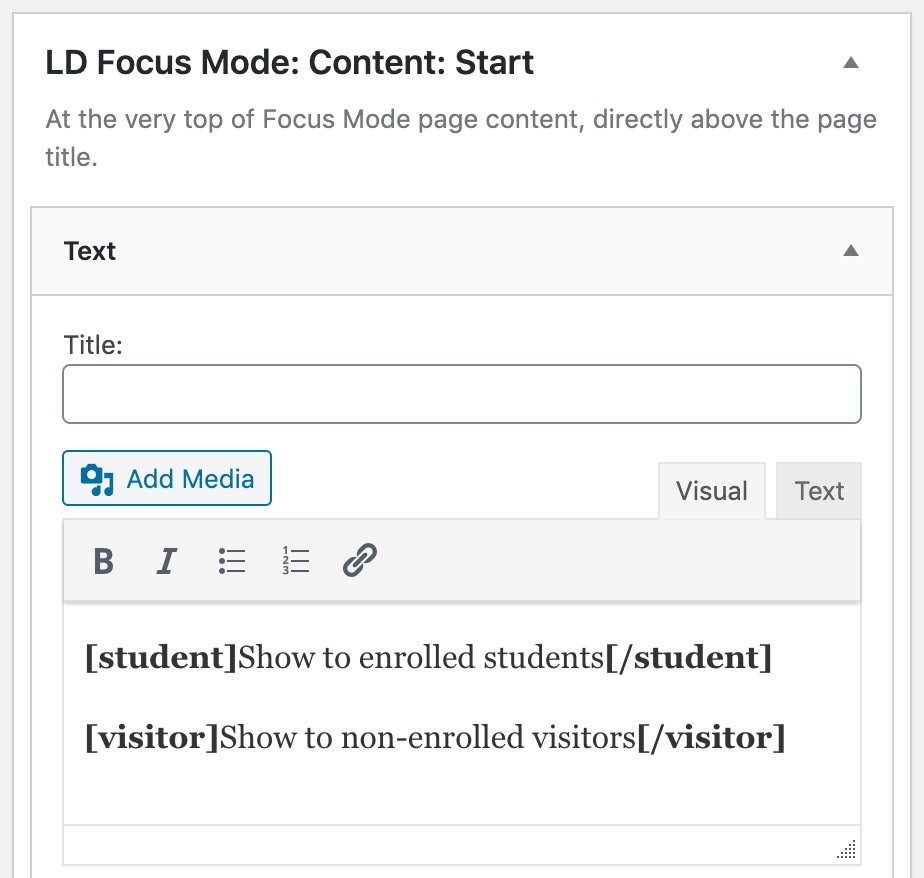 LD Focus Mode: Content: Start
At the very top of Focus Mode page content, directly above the page
title.
Text
Title:
Add Media
Visual
Text
B I
[student]Show to enrolled students[/student]
[visitor]Show to non-enrolled visitors[/visitor]